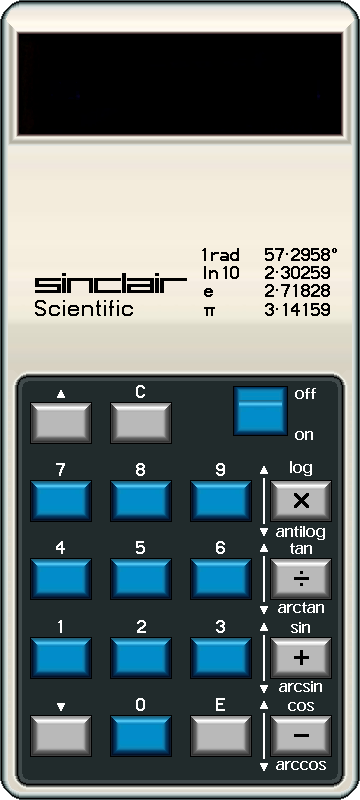 1rad 57·2958°
ln10 2·30259
sinclair e 2·71828
Scientific π 3·14159
▲ C off
on
7 8 9 ▲ log
×
▼ antilog
4 5 6 ▲ tan
÷
▼ arctan
1 2 3 ▲ sin
+
▼ arcsin
▼ 0 E ▲ cos
−
▼ arccos